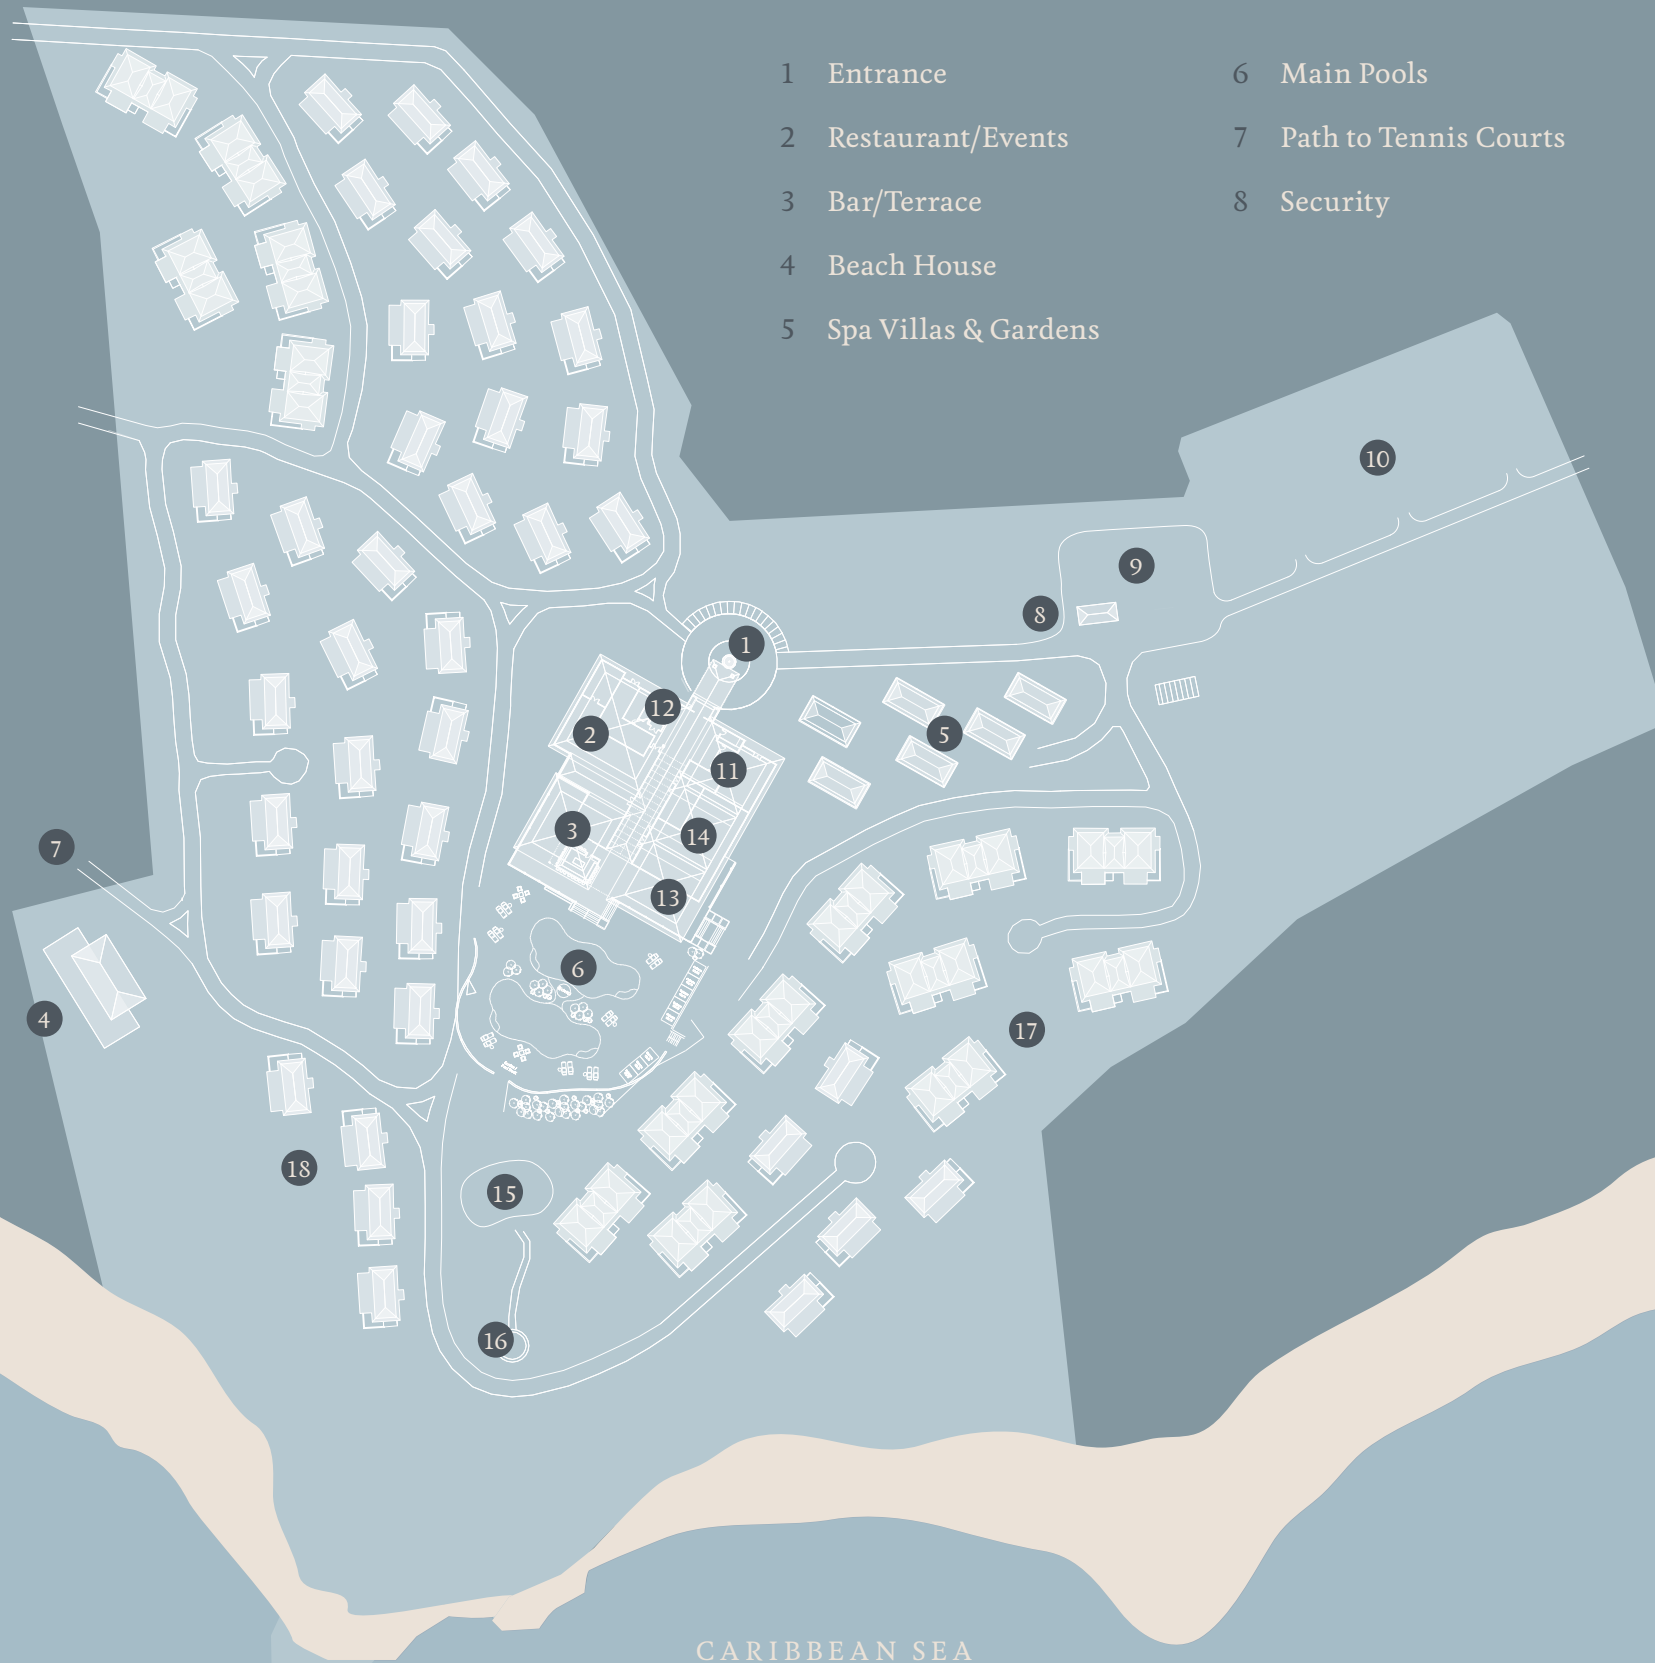 1 Entrance
2 Restaurant/Events
3 Bar/Terrace
4 Beach House
5 Spa Villas & Gardens
6 Main Pools
7 Path to Tennis Courts
8 Security
10
9
8
1
12
2
5
11
3
14
7
13
6
4
17
18
15
16
CARIBBEAN SEA